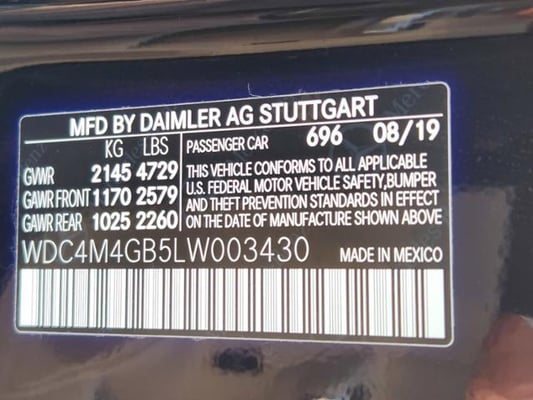 MFD BY DAIMLER AG STUTTGART
KG LBS PASSENGER CAR 696 08/19
GVWR 2145 4729 THIS VEHICLE CONFORMS TO ALL APPLICABLE
U.S. FEDERAL MOTOR VEHICLE SAFETY,BUMPER
GAWR FRONT 1170 2579 AND THEFT PREVENTION STANDARDS IN EFFECT
GAWR REAR 1025 2260 ON THE DATE OF MANUFACTURE SHOWN ABOVE
WDC4M4GB5LW003430 MADE IN MEXICO